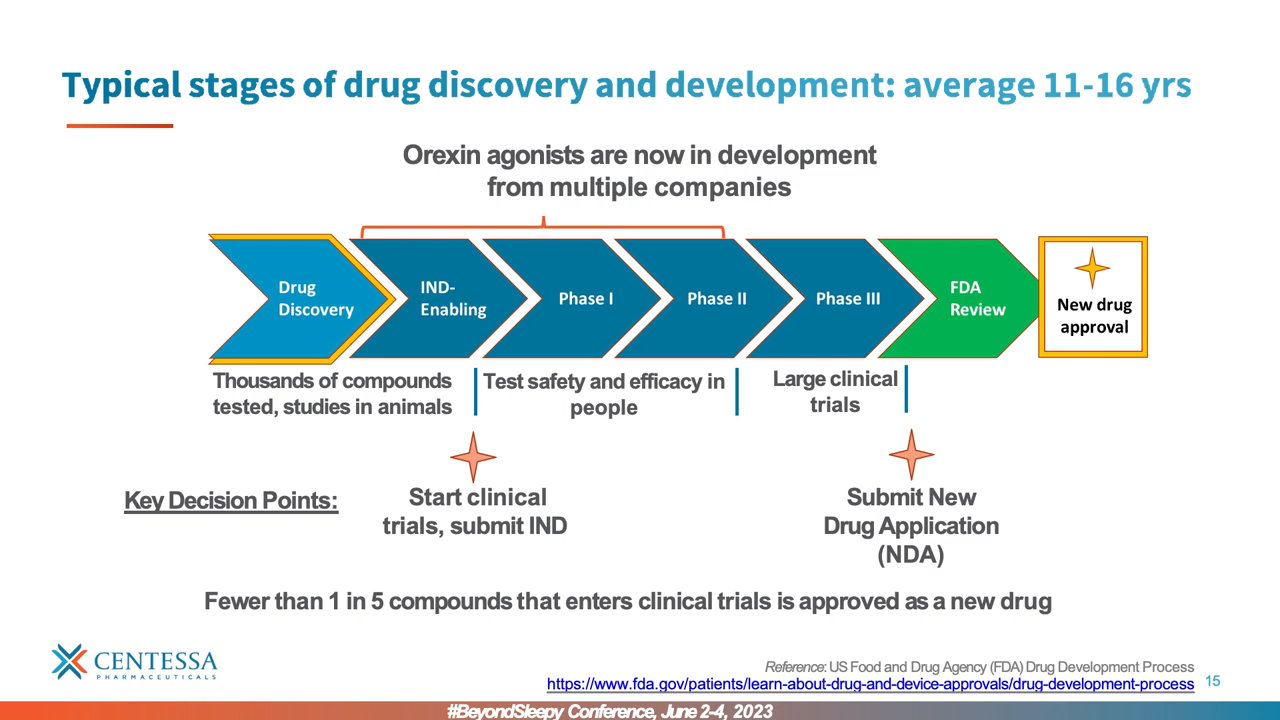 Typical stages of drug discovery and development: average 11-16 yrs
Orexin agonists are now in development
from multiple companies
Drug
Discovery
IND-
Enabling
Phase I
Phase II
Phase III
FDA
Review
New drug
approval
Thousands of compounds
tested, studies in animals
Test safety and efficacy in
people
Large clinical
trials
Key Decision Points:
Start clinical
trials, submit IND
Submit New
Drug Application
(NDA)
Fewer than 1 in 5 compounds that enters clinical trials is approved as a new drug
CENTESSA
PHARMACEUTICALS
Reference: US Food and Drug Agency (FDA) Drug Development Process
https://www.fda.gov/patients/learn-about-drug-and-device-approvals/drug-development-process
15
#BeyondSleepy Conference, June 2-4, 2023